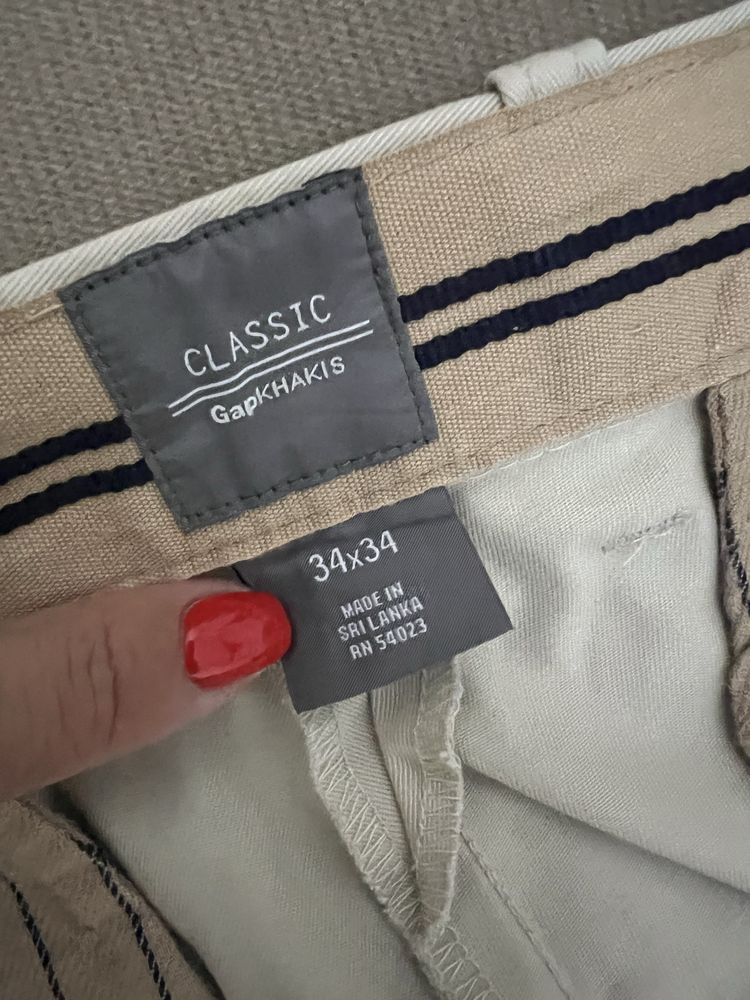 CLASSIC
GapKHAKIS
34x34
MADE IN
SRI LANKA
RN 54023